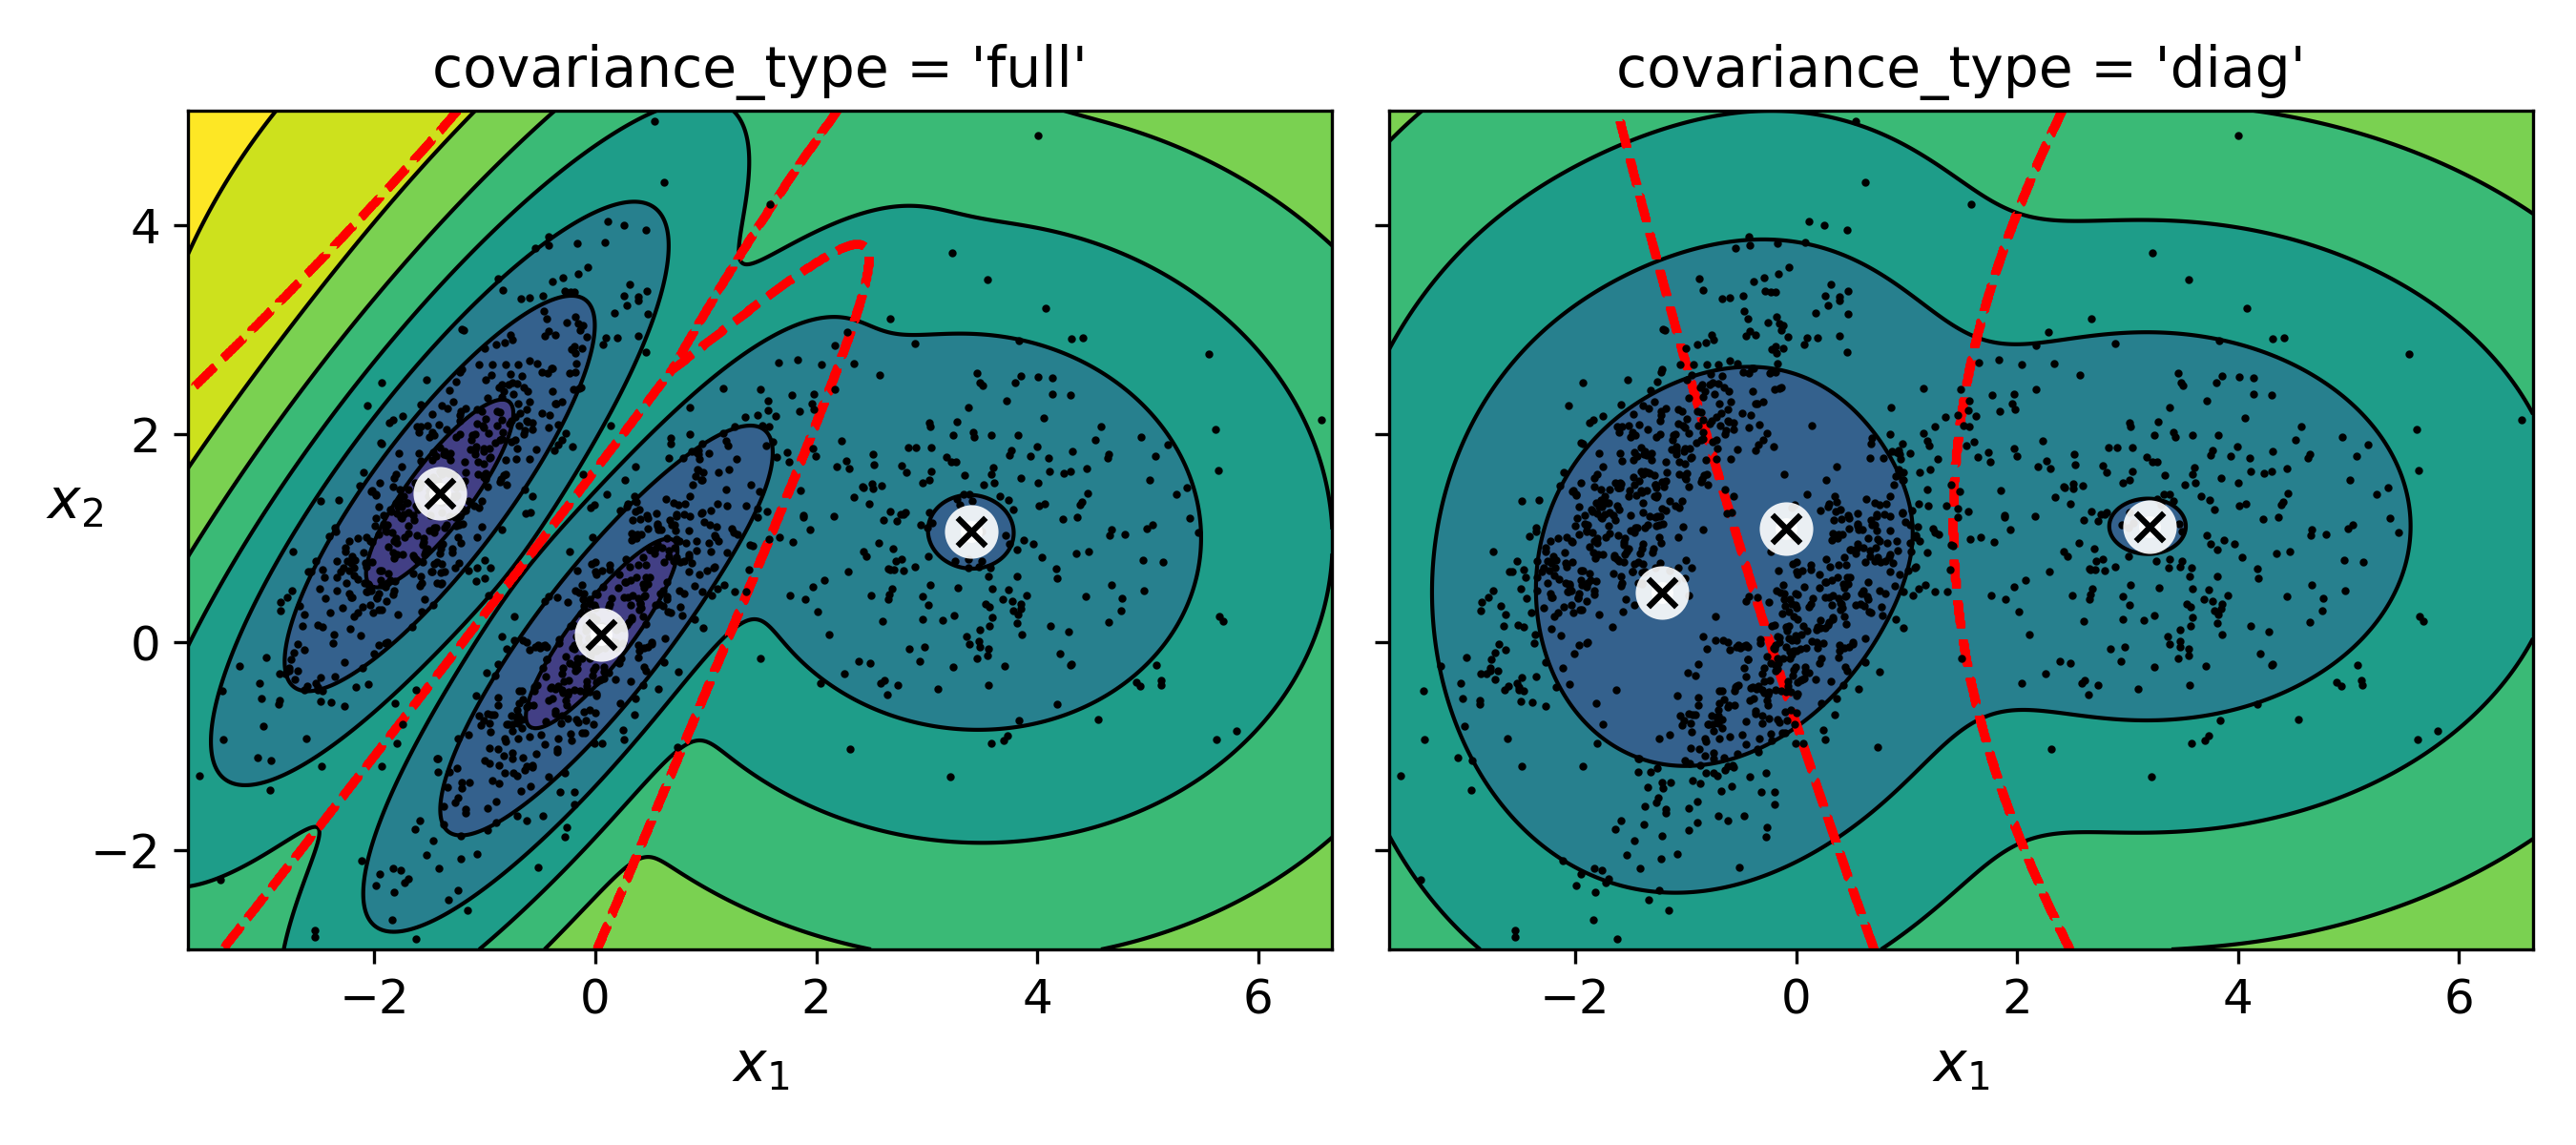 covariance_type = 'full'
covariance_type = 'diag'
4
2
0
−2
x₂
−2 0 2 4 6
−2 0 2 4 6
x₁
x₁